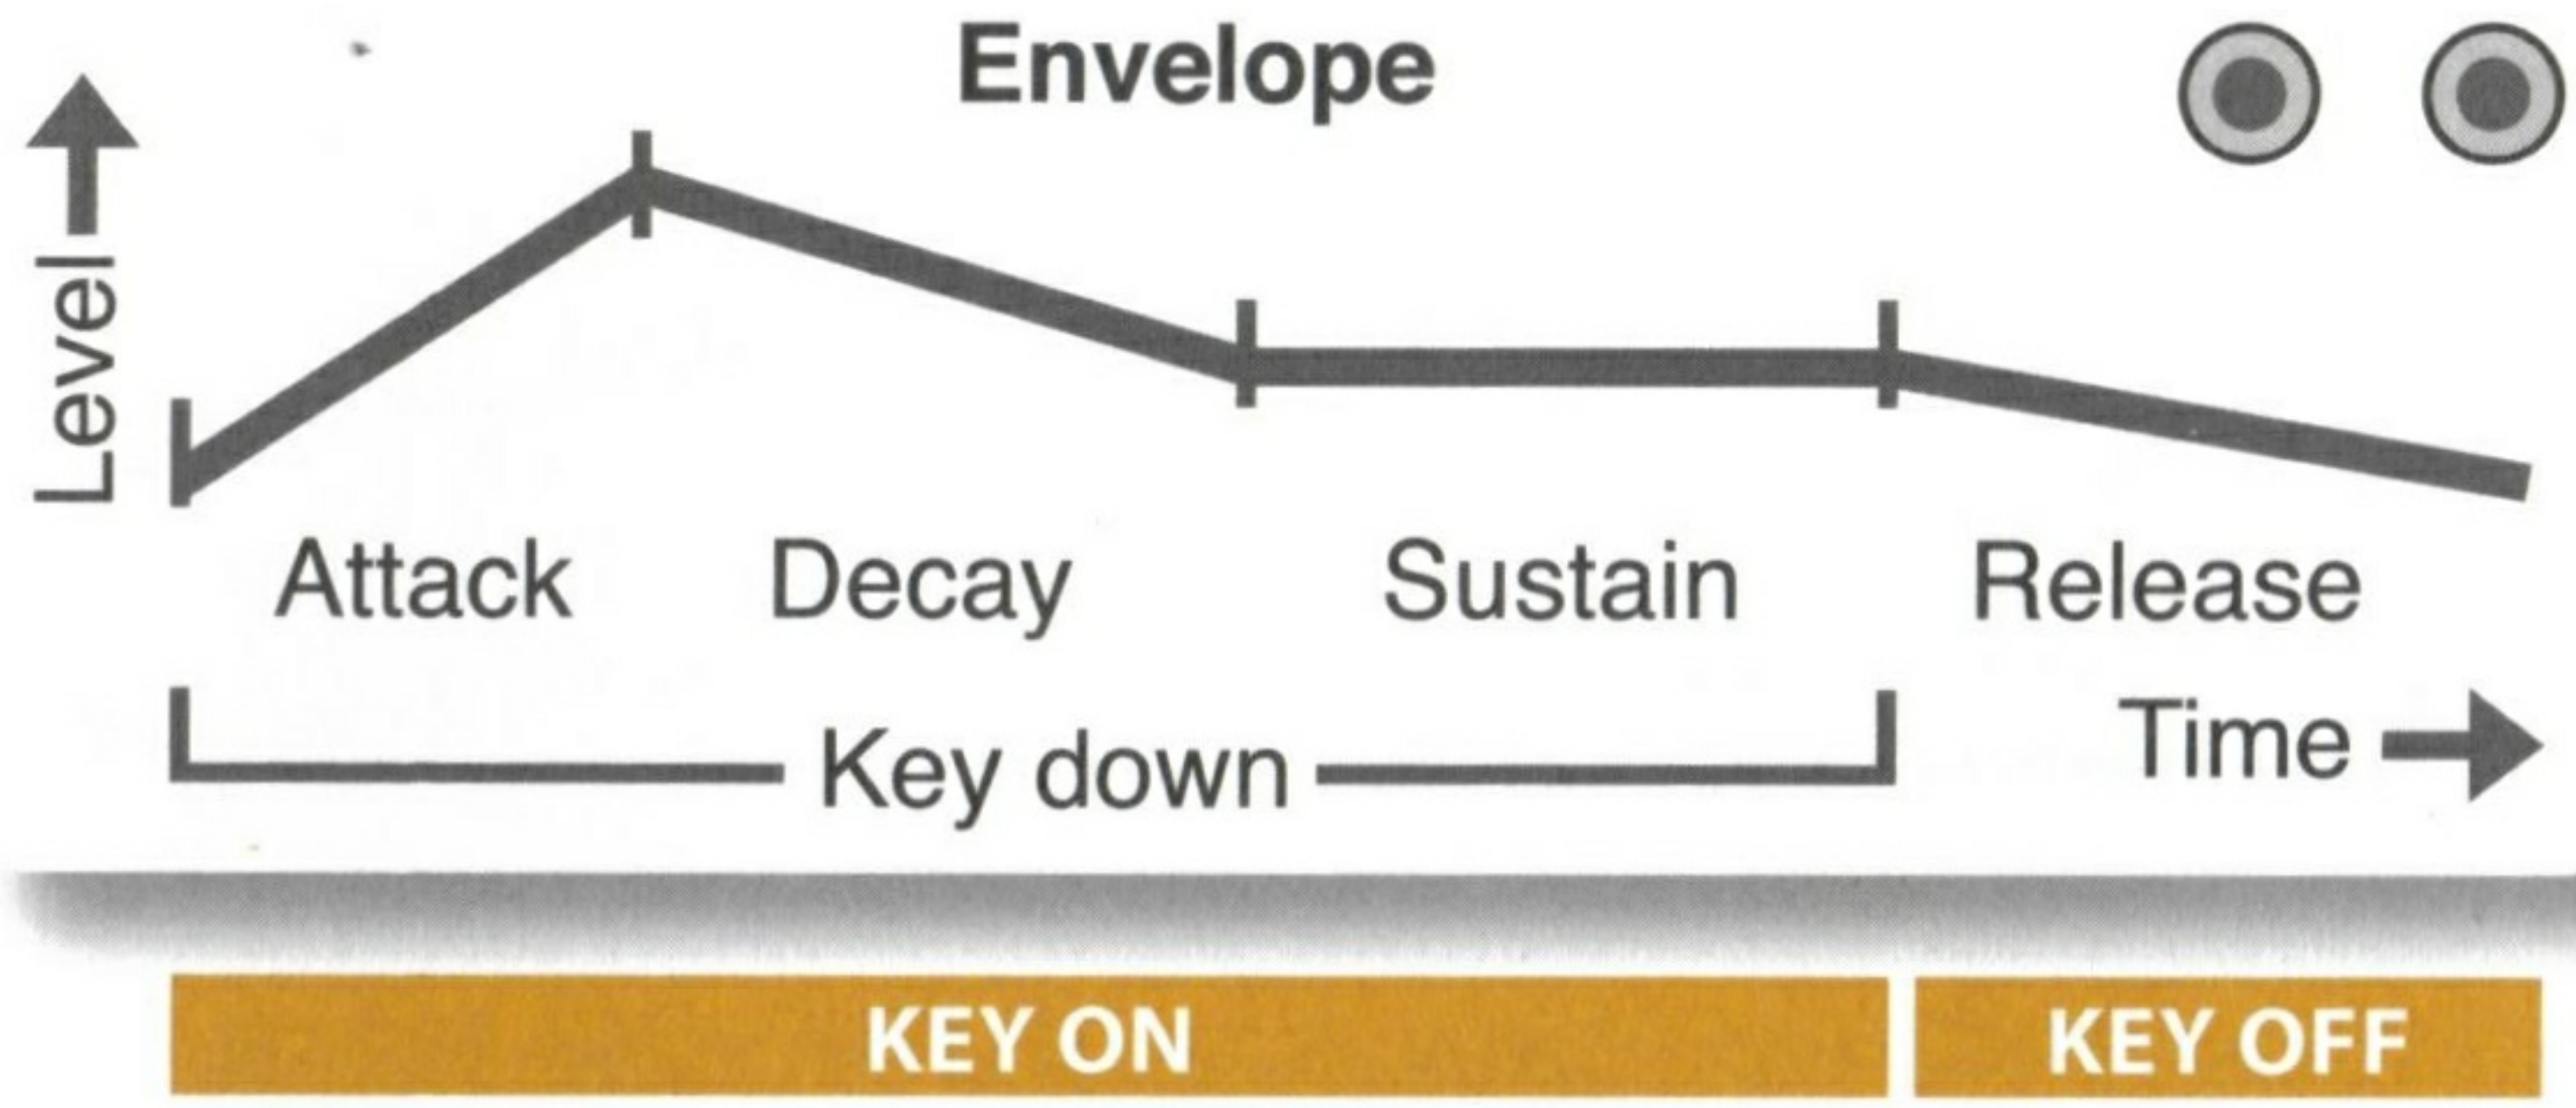 Envelope
Level
Attack Decay Sustain Release
Key down
Time
KEY ON KEY OFF